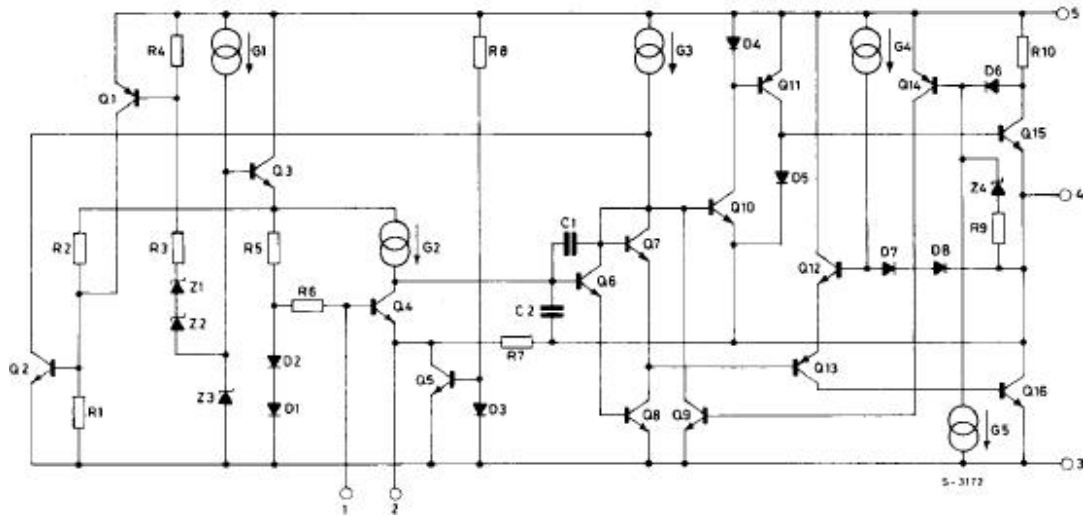 5
R4
G1
R8
G3
D4
G4
R10
D6
Q1
Q11
Q14
Q15
Q3
Z4
4
D5
Q10
R2
R3
R5
G2
C1
Q7
R9
Z1
Q6
Q12
D7
D8
R6
Q4
Z2
C2
R7
Q2
D2
Q5
Q13
Z3
D3
Q16
R1
D1
Q8
Q9
G5
3
S-3172
1
2